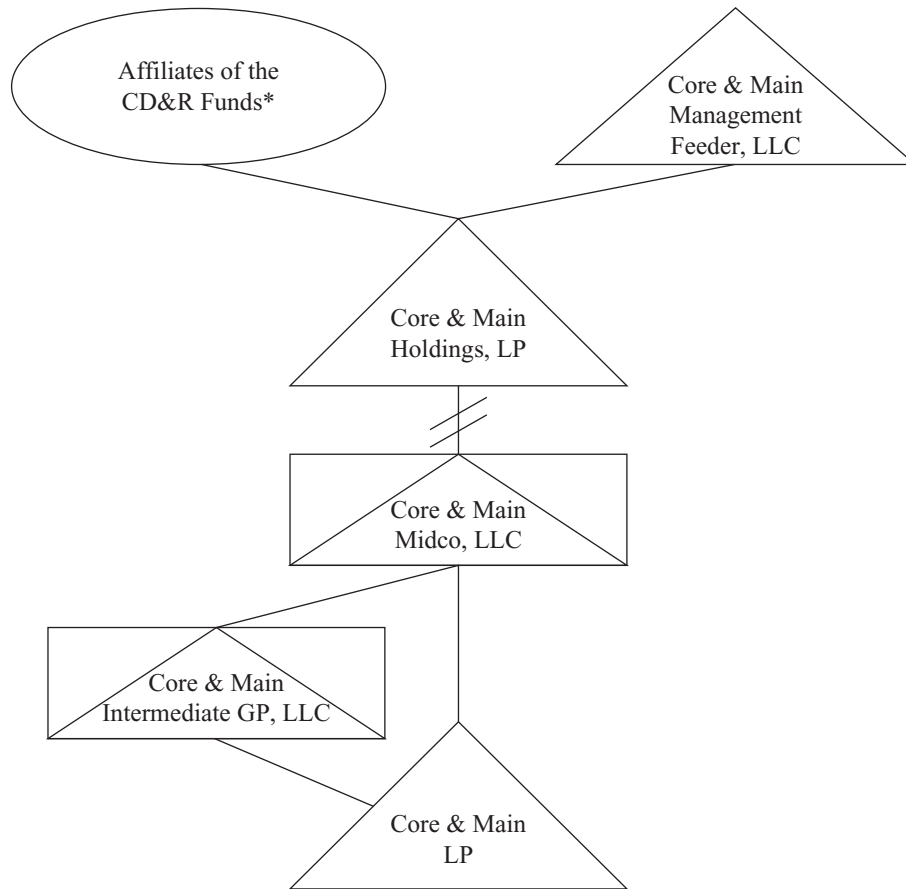 Affiliates of the
CD&R Funds*
Core & Main
Management
Feeder, LLC
Core & Main
Holdings, LP
Core & Main
Midco, LLC
Core & Main
Intermediate GP, LLC
Core & Main
LP